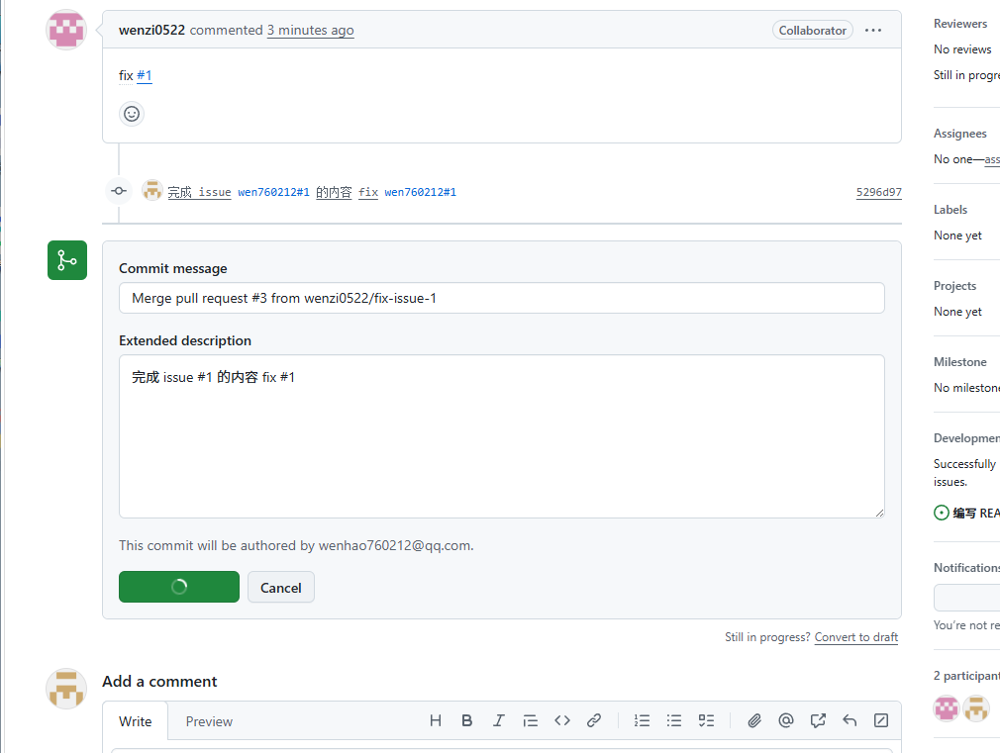 wenzi0522 commented 3 minutes ago
Collaborator
fix #1
完成 issue wen760212#1 的内容 fix wen760212#1
5296d97
Commit message
Merge pull request #3 from wenzi0522/fix-issue-1
Extended description
完成 issue #1 的内容 fix #1
This commit will be authored by wenhao760212@qq.com.
Cancel
Still in progress? Convert to draft
Add a comment
Write
Preview
Reviewers
No reviews
Still in progre
Assignees
No one—ass
Labels
None yet
Projects
None yet
Milestone
No milestone
Developmen
Successfully
issues.
编写 REA
Notifications
You're not re
2 participant